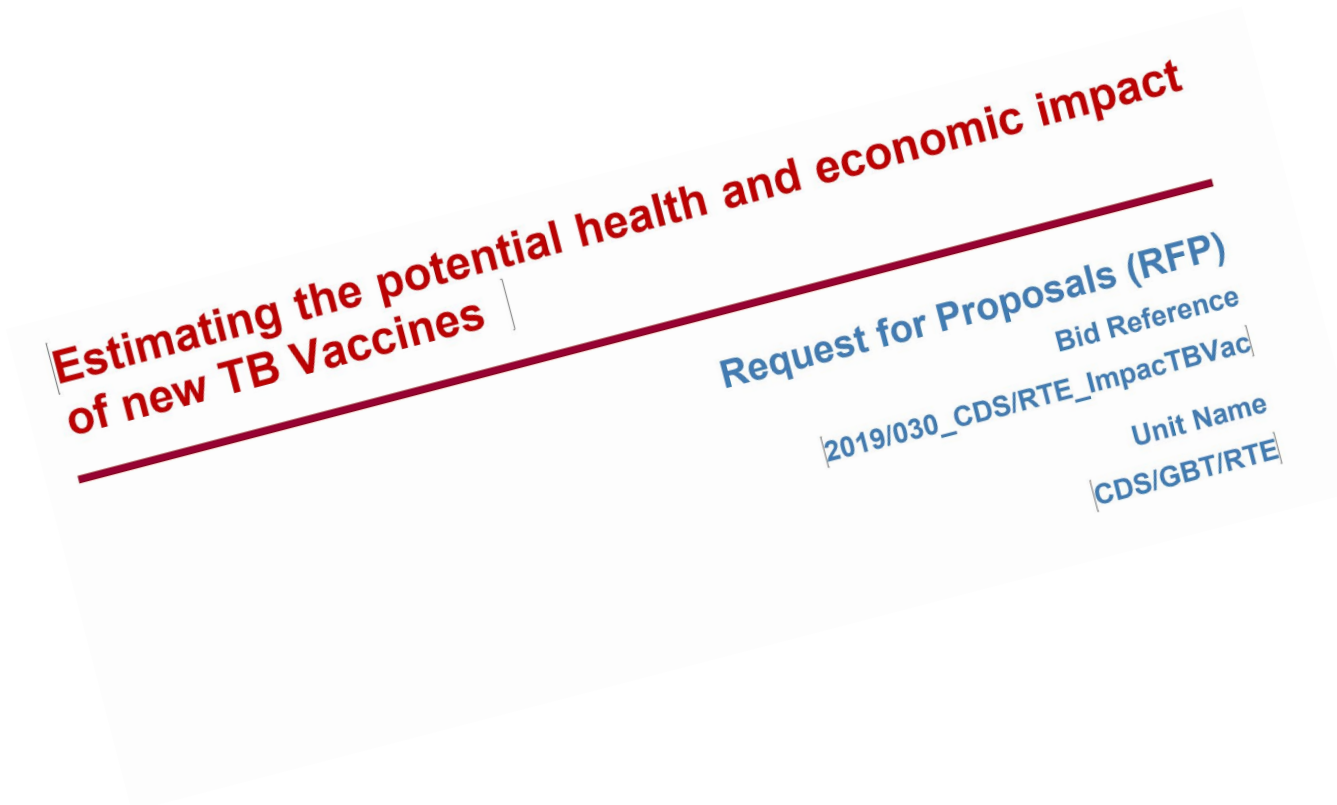 Estimating the potential health and economic impact
of new TB Vaccines
Request for Proposals (RFP)
Bid Reference
2019/030_CDS/RTE_ImpacTBVac
Unit Name
CDS/GBT/RTE